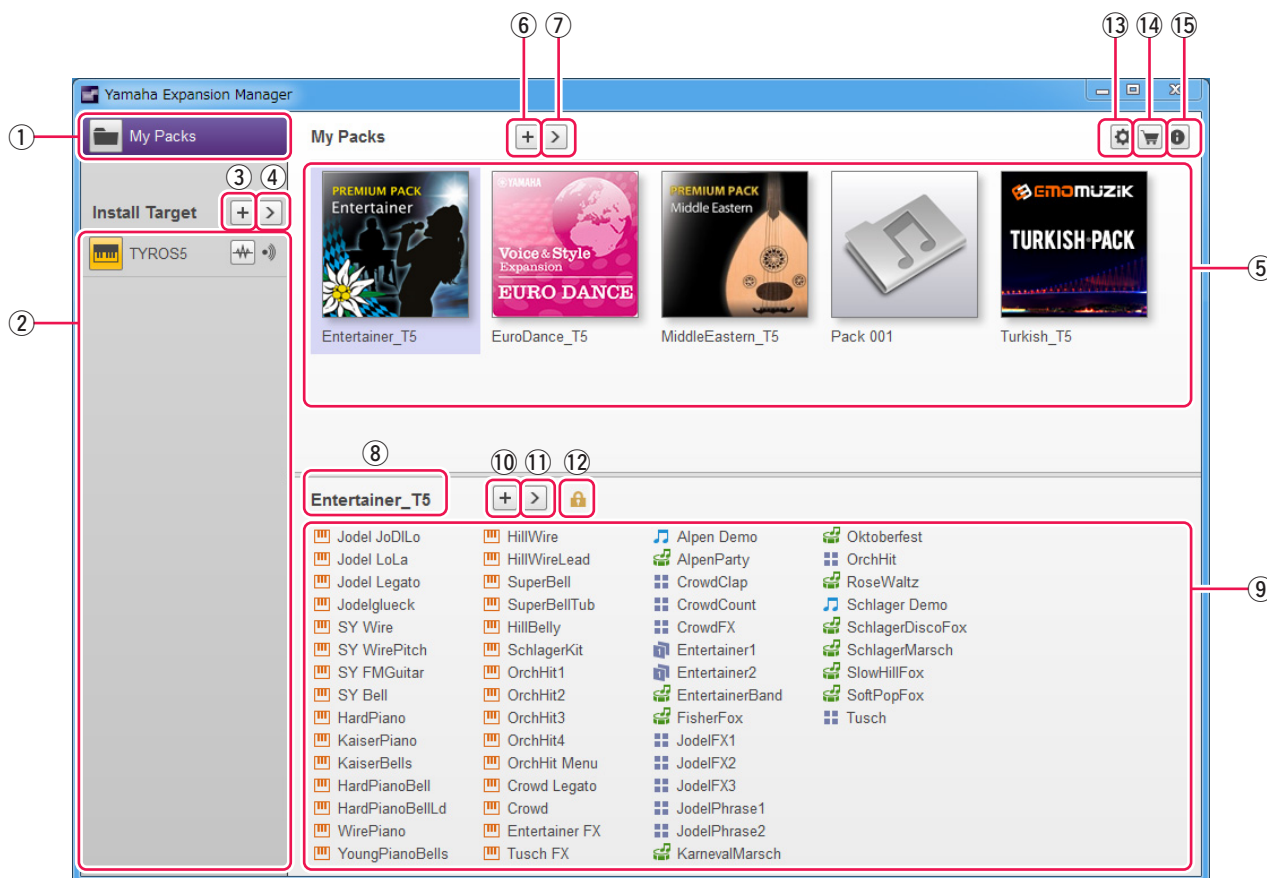 ⑥ ⑦ ⑬ ⑭ ⑮
Yamaha Expansion Manager
① My Packs
My Packs
③ ④
Install Target
TYROS5
②
PREMIUM PACK
Entertainer
Entertainer_T5
YAMAHA
Voice & Style
Expansion
EURO DANCE
EuroDance_T5
PREMIUM PACK
Middle Eastern
MiddleEastern_T5
Pack 001
EMOMUZIK
TURKISH·PACK
Turkish_T5
⑤
⑧ ⑩ ⑪ ⑫
Entertainer_T5
Jodel JoDlLo
Jodel LoLa
Jodel Legato
Jodelglueck
SY Wire
SY WirePitch
SY FMGuitar
SY Bell
HardPiano
KaiserPiano
KaiserBells
HardPianoBell
HardPianoBellLd
WirePiano
YoungPianoBells
HillWire
HillWireLead
SuperBell
SuperBellTub
HillBelly
SchlagerKit
OrchHit1
OrchHit2
OrchHit3
OrchHit4
OrchHit Menu
Crowd Legato
Crowd
Entertainer FX
Tusch FX
Alpen Demo
AlpenParty
CrowdClap
CrowdCount
CrowdFX
Entertainer1
Entertainer2
EntertainerBand
FisherFox
JodelFX1
JodelFX2
JodelFX3
JodelPhrase1
JodelPhrase2
KarnevalMarsch
Oktoberfest
OrchHit
RoseWaltz
Schlager Demo
SchlagerDiscoFox
SchlagerMarsch
SlowHillFox
SoftPopFox
Tusch
⑨